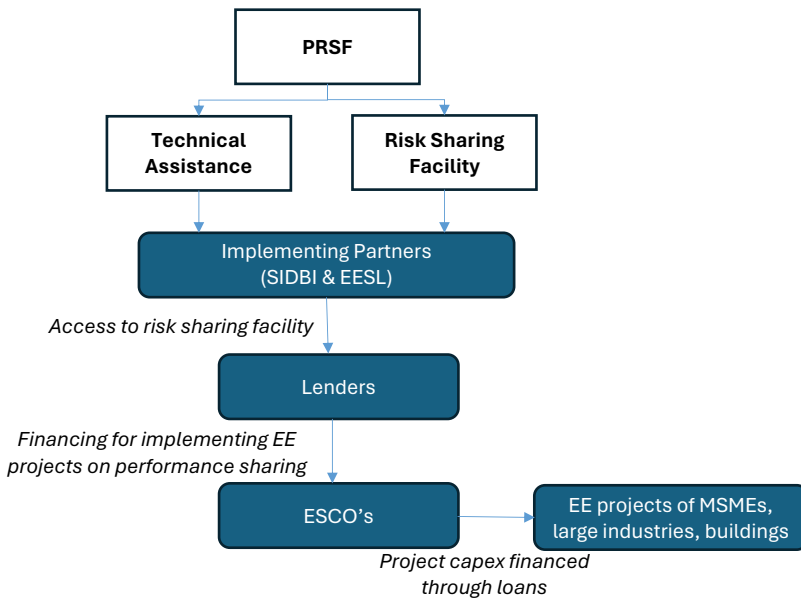 PRSF
Technical
Assistance
Risk Sharing
Facility
Implementing Partners
(SIDBI & EESL)
Access to risk sharing facility
Lenders
Financing for implementing EE
projects on performance sharing
ESCO’s
EE projects of MSMEs,
large industries, buildings
Project capex financed
through loans